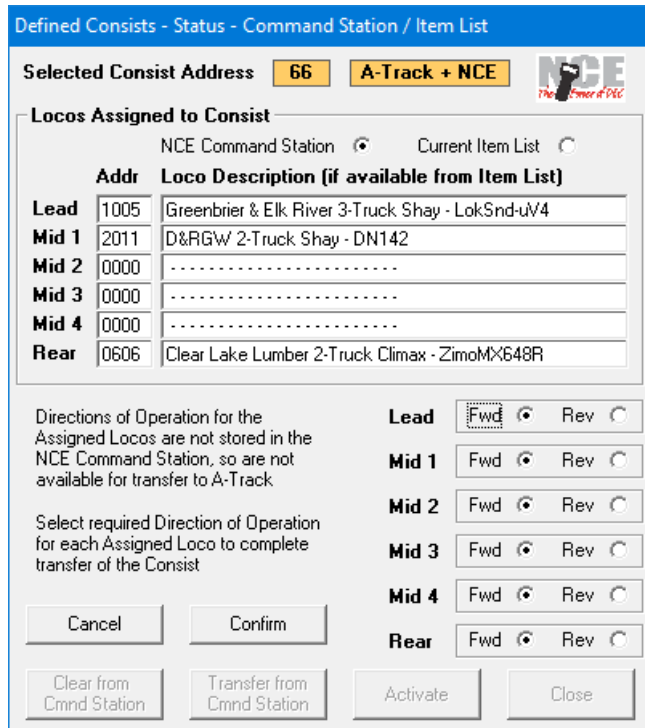 Defined Consists - Status - Command Station / Item List
Selected Consist Address 66 A-Track + NCE
NCE
Locos Assigned to Consist
NCE Command Station Current Item List
Addr Loco Description (if available from Item List)
Lead 1005 Greenbrier & Elk River 3-Truck Shay - LokSnd-uV4
Mid 1 2011 D&RGW 2-Truck Shay - DN142
Mid 2 0000 - - - - - - - - - - - - - - - - - - - - - - - -
Mid 3 0000 - - - - - - - - - - - - - - - - - - - - - - - -
Mid 4 0000 - - - - - - - - - - - - - - - - - - - - - - - -
Rear 0606 Clear Lake Lumber 2-Truck Climax - ZimoMX648R
Directions of Operation for the
Assigned Locos are not stored in the
NCE Command Station, so are not
available for transfer to A-Track
Select required Direction of Operation
for each Assigned Loco to complete
transfer of the Consist
Lead Fwd Rev
Mid 1 Fwd Rev
Mid 2 Fwd Rev
Mid 3 Fwd Rev
Mid 4 Fwd Rev
Rear Fwd Rev
Cancel Confirm
Clear from
Cmnd Station
Transfer from
Cmnd Station
Activate
Close